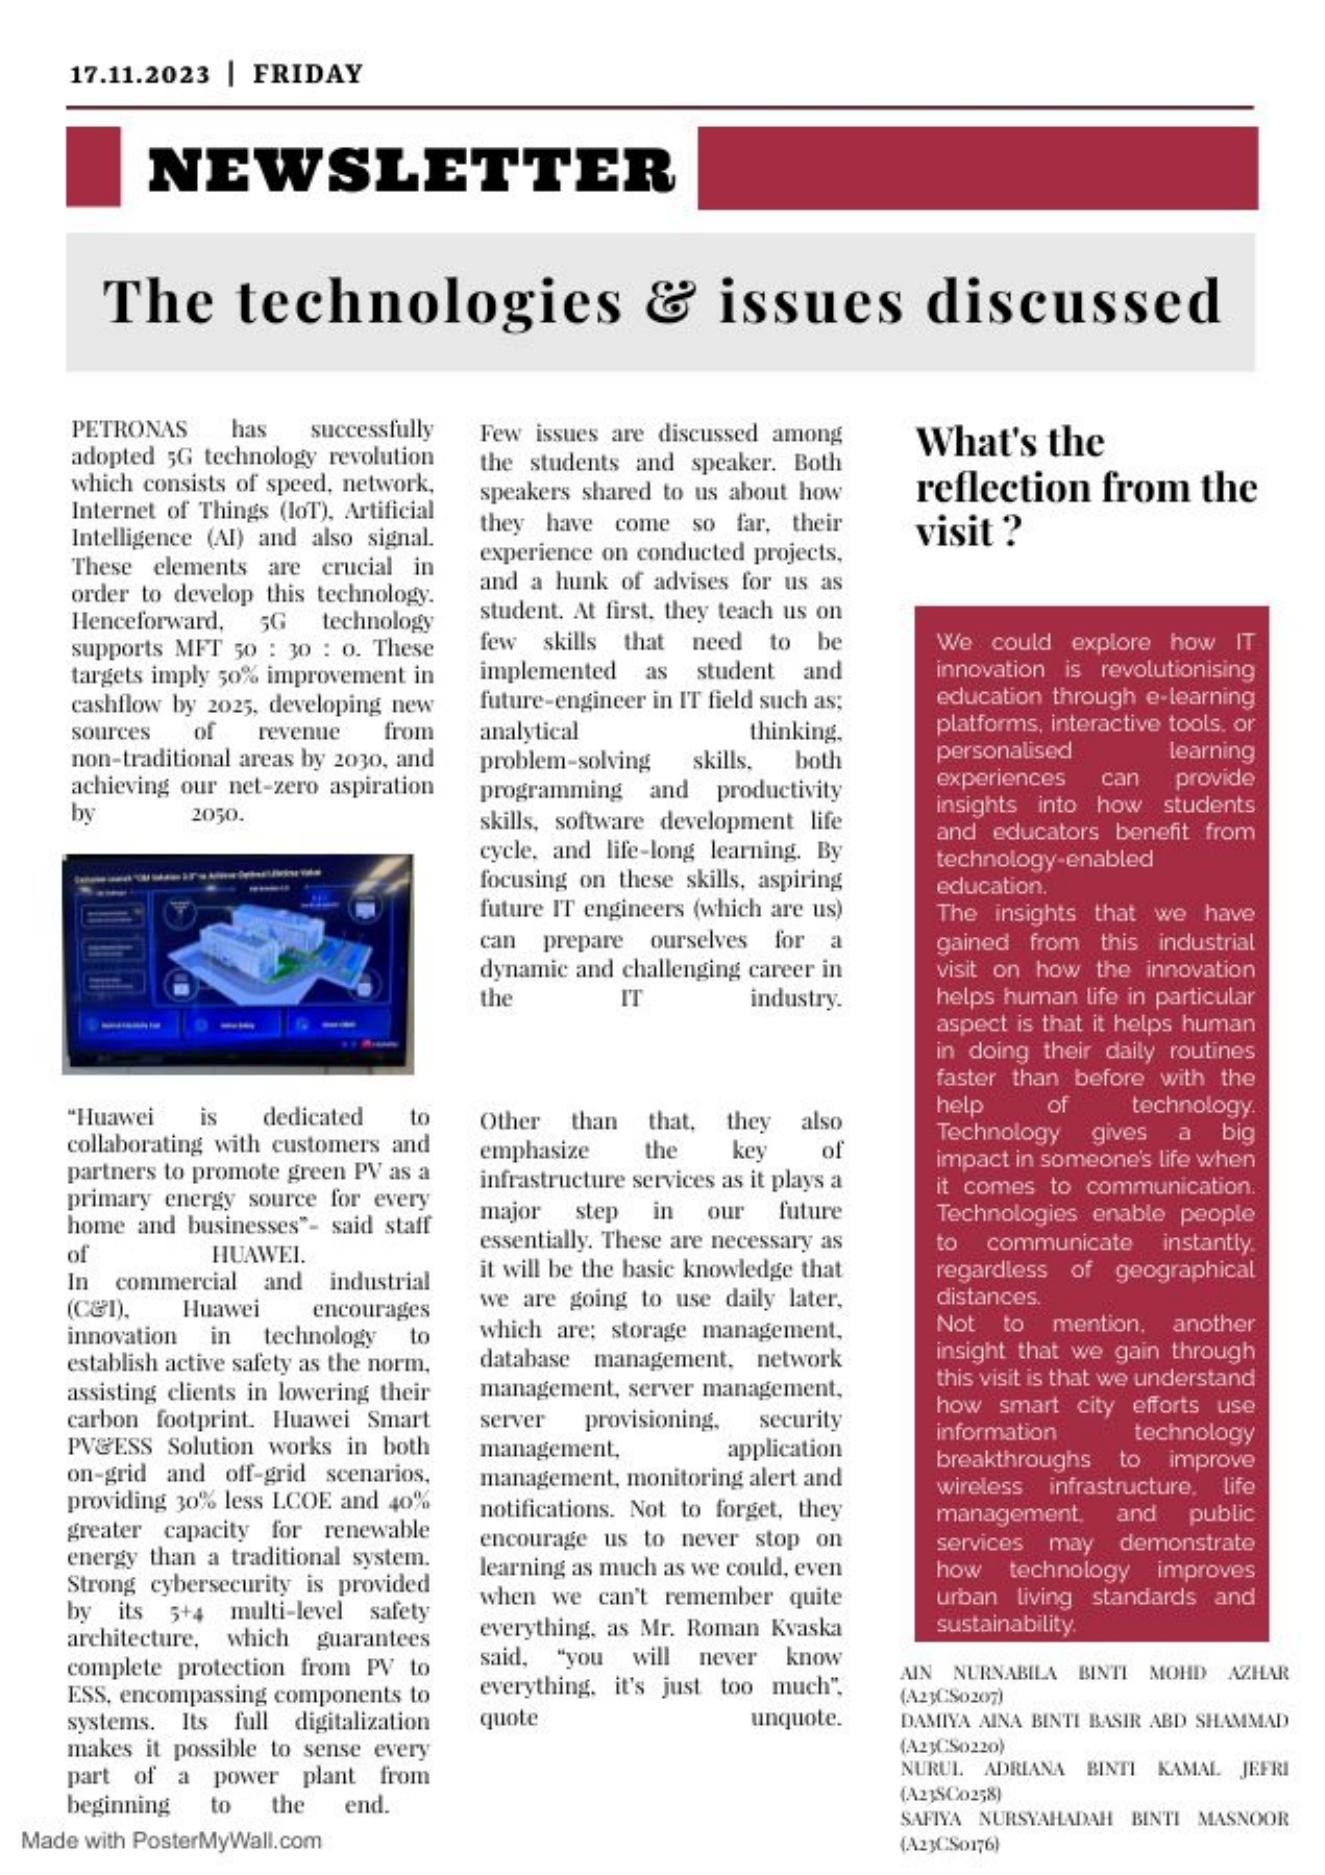 17.11.2023 | FRIDAY
NEWSLETTER
The technologies & issues discussed
PETRONAS has successfully
adopted 5G technology revolution
which consists of speed, network,
Internet of Things (IoT), Artificial
Intelligence (AI) and also signal.
These elements are crucial in
order to develop this technology.
Henceforward, 5G technology
supports MFT 50 : 30 : 0. These
targets imply 50% improvement in
cashflow by 2025, developing new
sources of revenue from
non-traditional areas by 2030, and
achieving our net-zero aspiration
by 2050.
“Huawei is dedicated to
collaborating with customers and
partners to promote green PV as a
primary energy source for every
home and businesses”- said staff
of HUAWEI.
In commercial and industrial
(C&I), Huawei encourages
innovation in technology to
establish active safety as the norm,
assisting clients in lowering their
carbon footprint. Huawei Smart
PV&ESS Solution works in both
on-grid and off-grid scenarios,
providing 30% less LCOE and 40%
greater capacity for renewable
energy than a traditional system.
Strong cybersecurity is provided
by its 5+4 multi-level safety
architecture, which guarantees
complete protection from PV to
ESS, encompassing components to
systems. Its full digitalization
makes it possible to sense every
part of a power plant from
beginning to the end.
Few issues are discussed among
the students and speaker. Both
speakers shared to us about how
they have come so far, their
experience on conducted projects,
and a hunk of advises for us as
student. At first, they teach us on
few skills that need to be
implemented as student and
future-engineer in IT field such as;
analytical thinking,
problem-solving skills, both
programming and productivity
skills, software development life
cycle, and life-long learning. By
focusing on these skills, aspiring
future IT engineers (which are us)
can prepare ourselves for a
dynamic and challenging career in
the IT industry.
Other than that, they also
emphasize the key of
infrastructure services as it plays a
major step in our future
essentially. These are necessary as
it will be the basic knowledge that
we are going to use daily later,
which are; storage management,
database management, network
management, server management,
server provisioning, security
management, application
management, monitoring alert and
notifications. Not to forget, they
encourage us to never stop on
learning as much as we could, even
when we can't remember quite
everything, as Mr. Roman Kvaska
said, “you will never know
everything, it's just too much”,
quote unquote.
What's the
reflection from the
visit ?
We could explore how IT
innovation is revolutionising
education through e-learning
platforms, interactive tools, or
personalised learning
experiences can provide
insights into how students
and educators benefit from
technology-enabled
education.
The insights that we have
gained from this industrial
visit on how the innovation
helps human life in particular
aspect is that it helps human
in doing their daily routines
faster than before with the
help of technology.
Technology gives a big
impact in someone's life when
it comes to communication.
Technologies enable people
to communicate instantly,
regardless of geographical
distances.
Not to mention, another
insight that we gain through
this visit is that we understand
how smart city efforts use
information technology
breakthroughs to improve
wireless infrastructure, life
management, and public
services may demonstrate
how technology improves
urban living standards and
sustainability.
AIN NURNABILA BINTI MOHD AZHAR
(A23CS0207)
DAMIYA AINA BINTI BASIR ABD SHAMMAD
(A23CS0220)
NURUL ADRIANA BINTI KAMAL JEFRI
(A23SC0258)
SAFIYA NURSYAHADAH BINTI MASNOOR
(A23CS0176)
Made with PosterMyWall.com